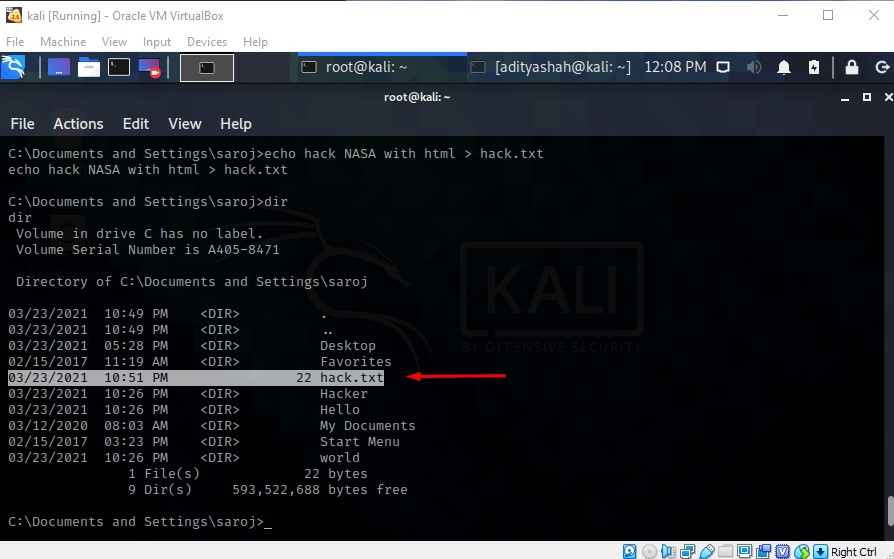 kali [Running] - Oracle VM VirtualBox
File Machine View Input Devices Help
root@kali: ~
[adityashah@kali: ~]
12:08 PM
root@kali: ~
File Actions Edit View Help
C:\Documents and Settings\saroj>echo hack NASA with html > hack.txt
echo hack NASA with html > hack.txt
C:\Documents and Settings\saroj>dir
dir
Volume in drive C has no label.
Volume Serial Number is A405-8471
Directory of C:\Documents and Settings\saroj
03/23/2021 10:49 PM <DIR> .
03/23/2021 10:49 PM <DIR> ..
03/23/2021 05:28 PM <DIR> Desktop
02/15/2017 11:19 AM <DIR> Favorites
03/23/2021 10:51 PM 22 hack.txt
03/23/2021 10:26 PM <DIR> Hacker
03/23/2021 10:26 PM <DIR> Hello
03/12/2020 08:03 AM <DIR> My Documents
02/15/2017 03:23 PM <DIR> Start Menu
03/23/2021 10:26 PM <DIR> world
1 File(s) 22 bytes
9 Dir(s) 593,522,688 bytes free
C:\Documents and Settings\saroj>_
KALI
BY OFFENSIVE SECURITY
Right Ctrl